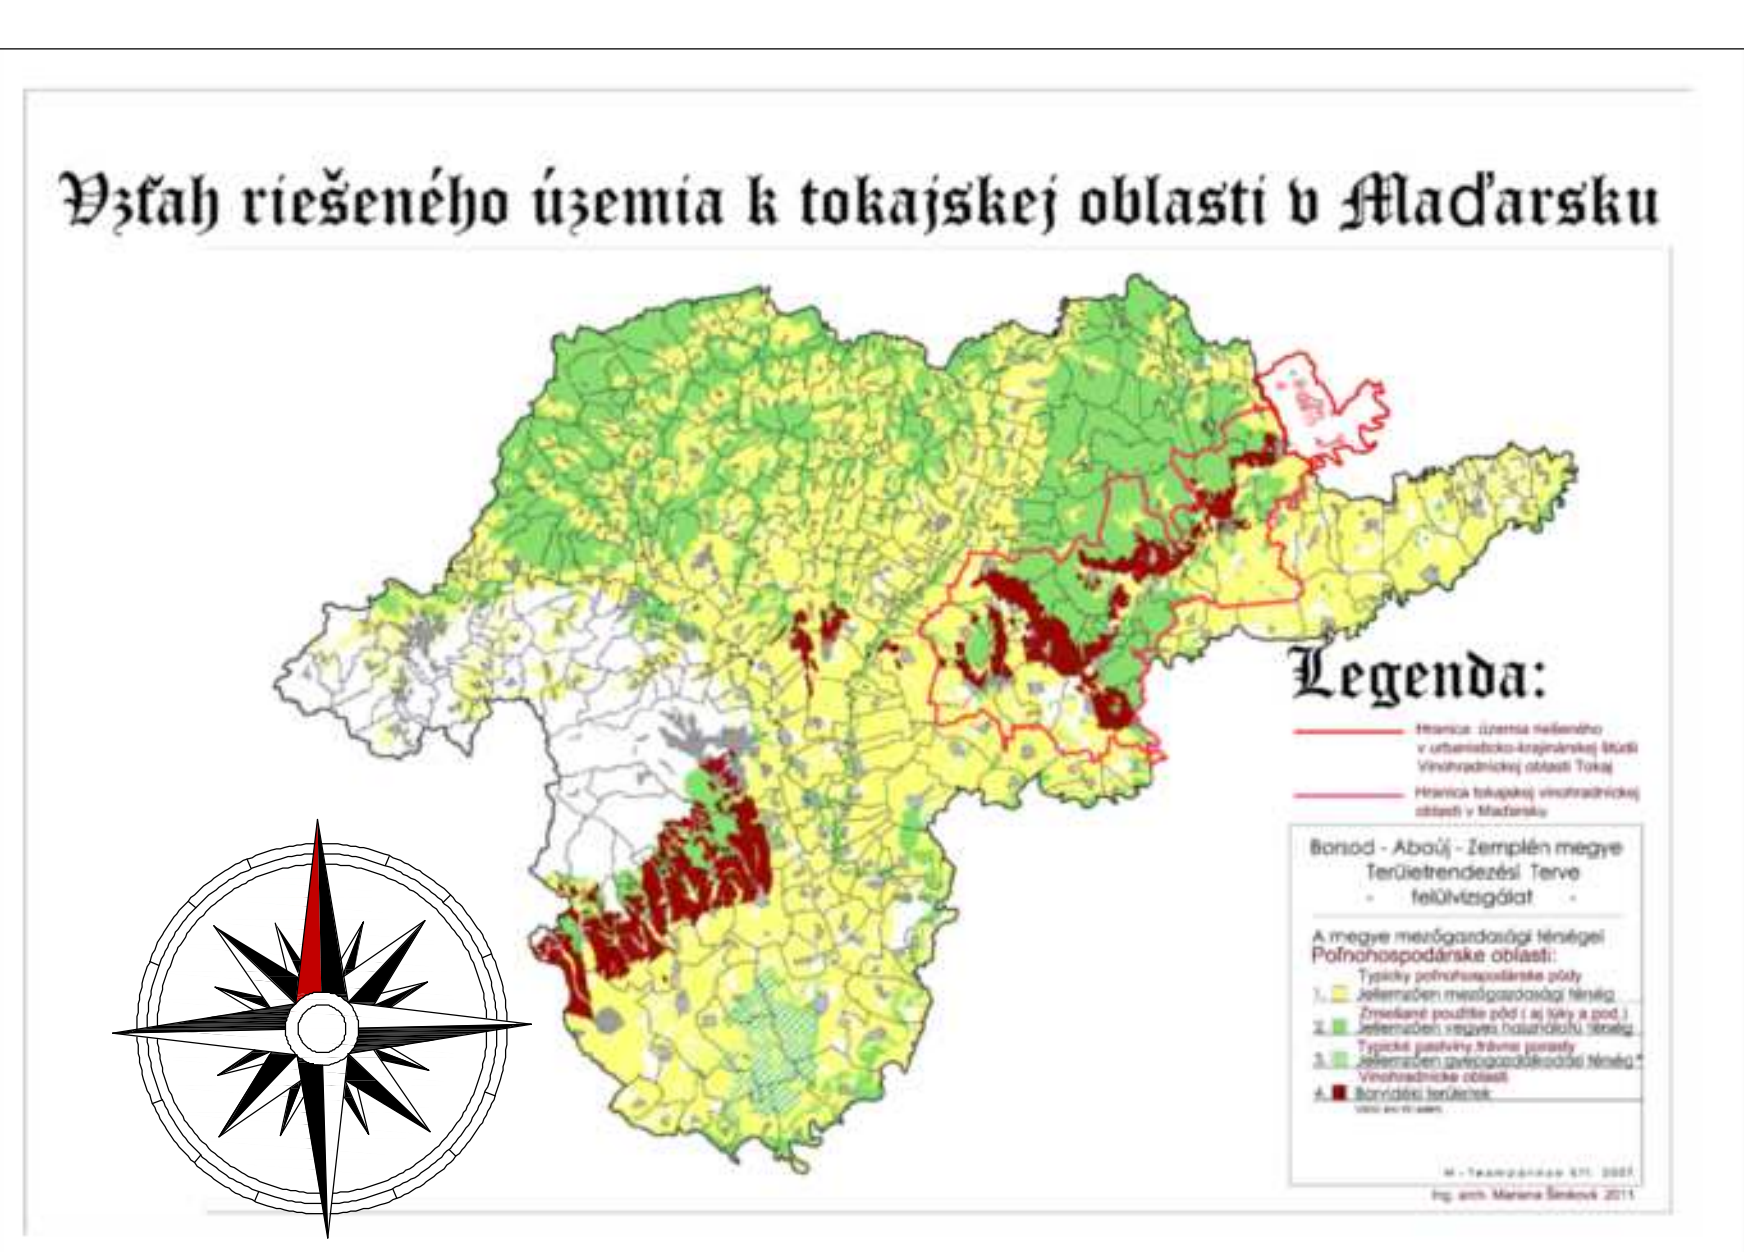 Vzťah riešeného územia k tokajskej oblasti v Maďarsku
Legenda:
Hranica územia riešeného
v urbanisticko-krajinárskej štúdii
Vinohradníckej oblasti Tokaj
Hranica tokajskej vinohradníckej
oblasti v Maďarsku
Borsod - Abaúj - Zemplén megye
Területrendezési Terve
- felülvizsgálat -
A megye mezőgazdasági térségei
Poľnohospodárske oblasti:
Typicky poľnohospodárske pôdy
1. Jellemzően mezőgazdasági térség
Zmiešané použitie pôd ( aj lúky a pod.)
2. Jellemzően vegyes használatú térség
Typické pastviny, trávne porasty
3. Jellemzően gyepgazdálkodási térség *
Vinohradnícke oblasti
4. Borvidéki területek
Kft. 2007.
Ing. arch. Mariana Šimková 2011